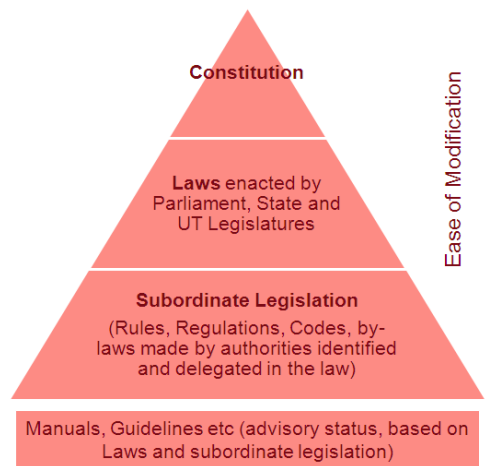 Constitution
Laws enacted by
Parliament, State and
UT Legislatures
Subordinate Legislation
(Rules, Regulations, Codes, by-
laws made by authorities identified
and delegated in the law)
Manuals, Guidelines etc (advisory status, based on
Laws and subordinate legislation)
Ease of Modification